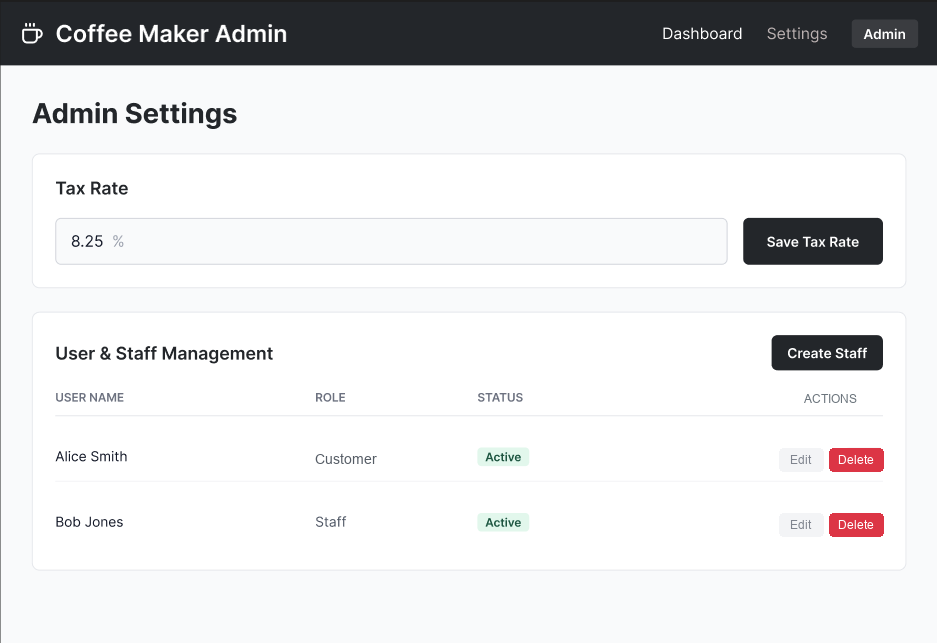 Coffee Maker Admin Dashboard Settings Admin
Admin Settings
Tax Rate
8.25 % Save Tax Rate
User & Staff Management Create Staff
USER NAME ROLE STATUS ACTIONS
Alice Smith Customer Active Edit Delete
Bob Jones Staff Active Edit Delete